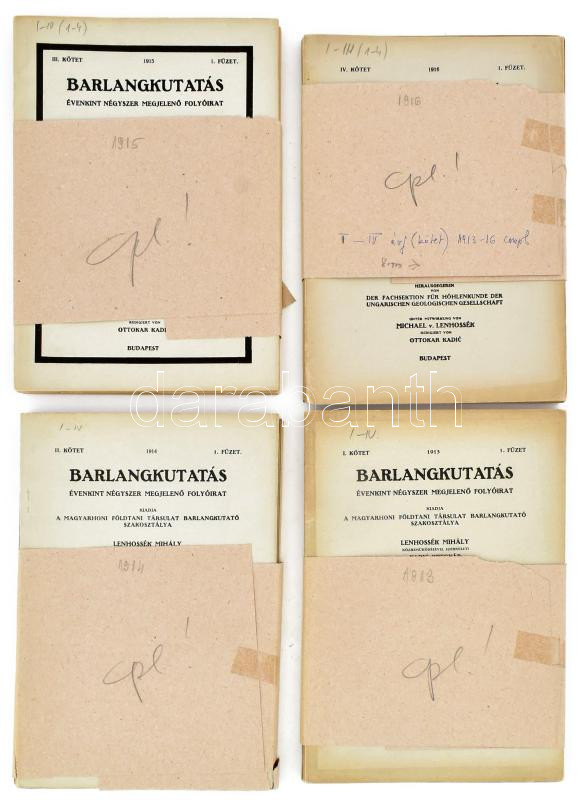 I-IV (1-4)
III. KÖTET 1915 1. FÜZET.
BARLANGKUTATÁS
ÉVENKINT NÉGYSZER MEGJELENŐ FOLYÓIRAT
1915
cpl.!
REDIGIERT VON
OTTOKAR KADIĆ
BUDAPEST
I-III (1-4)
IV. KÖTET 1916 1. FÜZET.
1916
cpl.!
I-IV évf (kötet) 1913-16 compl
HERAUSGEGEBEN
VON
DER FACHSEKTION FÜR HÖHLENKUNDE DER
UNGARISCHEN GEOLOGISCHEN GESELLSCHAFT
UNTER MITWIRKUNG VON
MICHAEL v. LENHOSSÉK
REDIGIERT VON
OTTOKAR KADIĆ
BUDAPEST
darabanth
I-IV
II. KÖTET 1914 1. FÜZET.
BARLANGKUTATÁS
ÉVENKINT NÉGYSZER MEGJELENŐ FOLYÓIRAT
KIADJA
A MAGYARHONI FÖLDTANI TÁRSULAT BARLANGKUTATÓ
SZAKOSZTÁLYA
LENHOSSÉK MIHÁLY
1914
cpl.!
I-IV.
I. KÖTET 1913 1. FÜZET
BARLANGKUTATÁS
ÉVENKINT NÉGYSZER MEGJELENŐ FOLYÓIRAT
KIADJA
A MAGYARHONI FÖLDTANI TÁRSULAT BARLANGKUTATÓ
SZAKOSZTÁLYA
LENHOSSÉK MIHÁLY
KÖZREMŰKÖDÉSÉVEL SZERKESZTI
1913
cpl.!